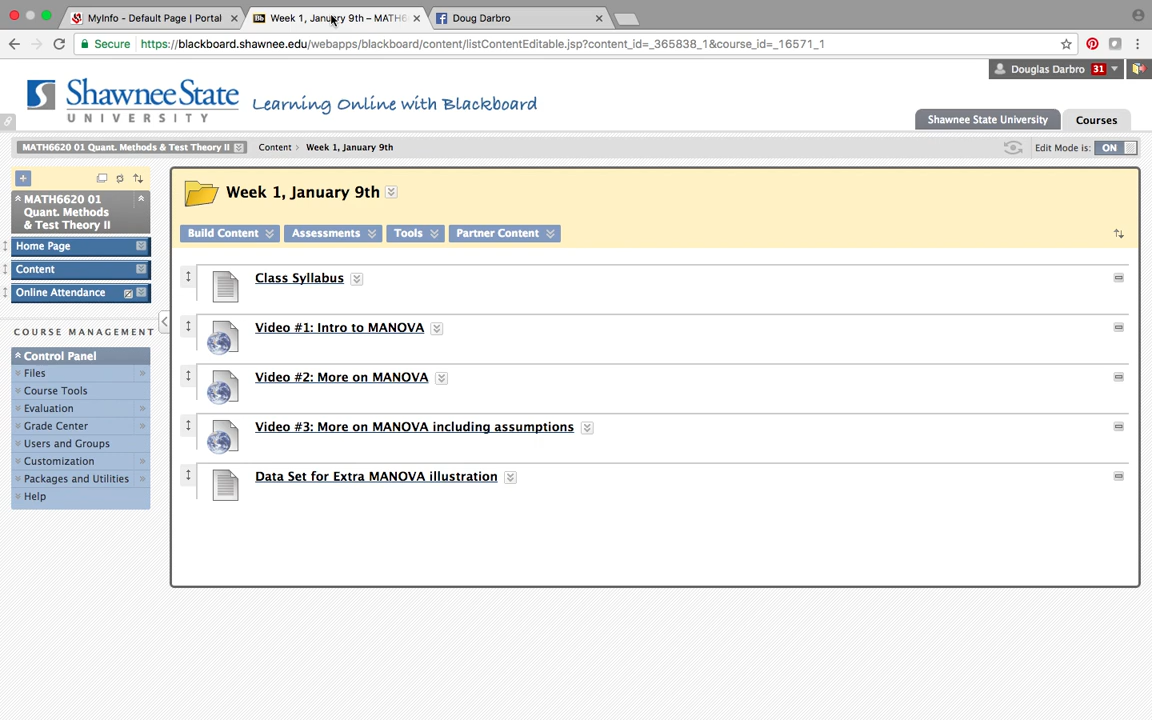 MyInfo - Default Page | Portal
Week 1, January 9th – MATH6
Doug Darbro
Secure
https://blackboard.shawnee.edu/webapps/blackboard/content/listContentEditable.jsp?content_id=_365838_1&course_id=_16571_1
Douglas Darbro 31
Shawnee State
UNIVERSITY
Learning Online with Blackboard
Shawnee State University
Courses
MATH6620 01 Quant. Methods & Test Theory II
Content > Week 1, January 9th
Edit Mode is: ON
MATH6620 01
Quant. Methods
& Test Theory II
Home Page
Content
Online Attendance
COURSE MANAGEMENT
Control Panel
Files
Course Tools
Evaluation
Grade Center
Users and Groups
Customization
Packages and Utilities
Help
Week 1, January 9th
Build Content
Assessments
Tools
Partner Content
Class Syllabus
Video #1: Intro to MANOVA
Video #2: More on MANOVA
Video #3: More on MANOVA including assumptions
Data Set for Extra MANOVA illustration